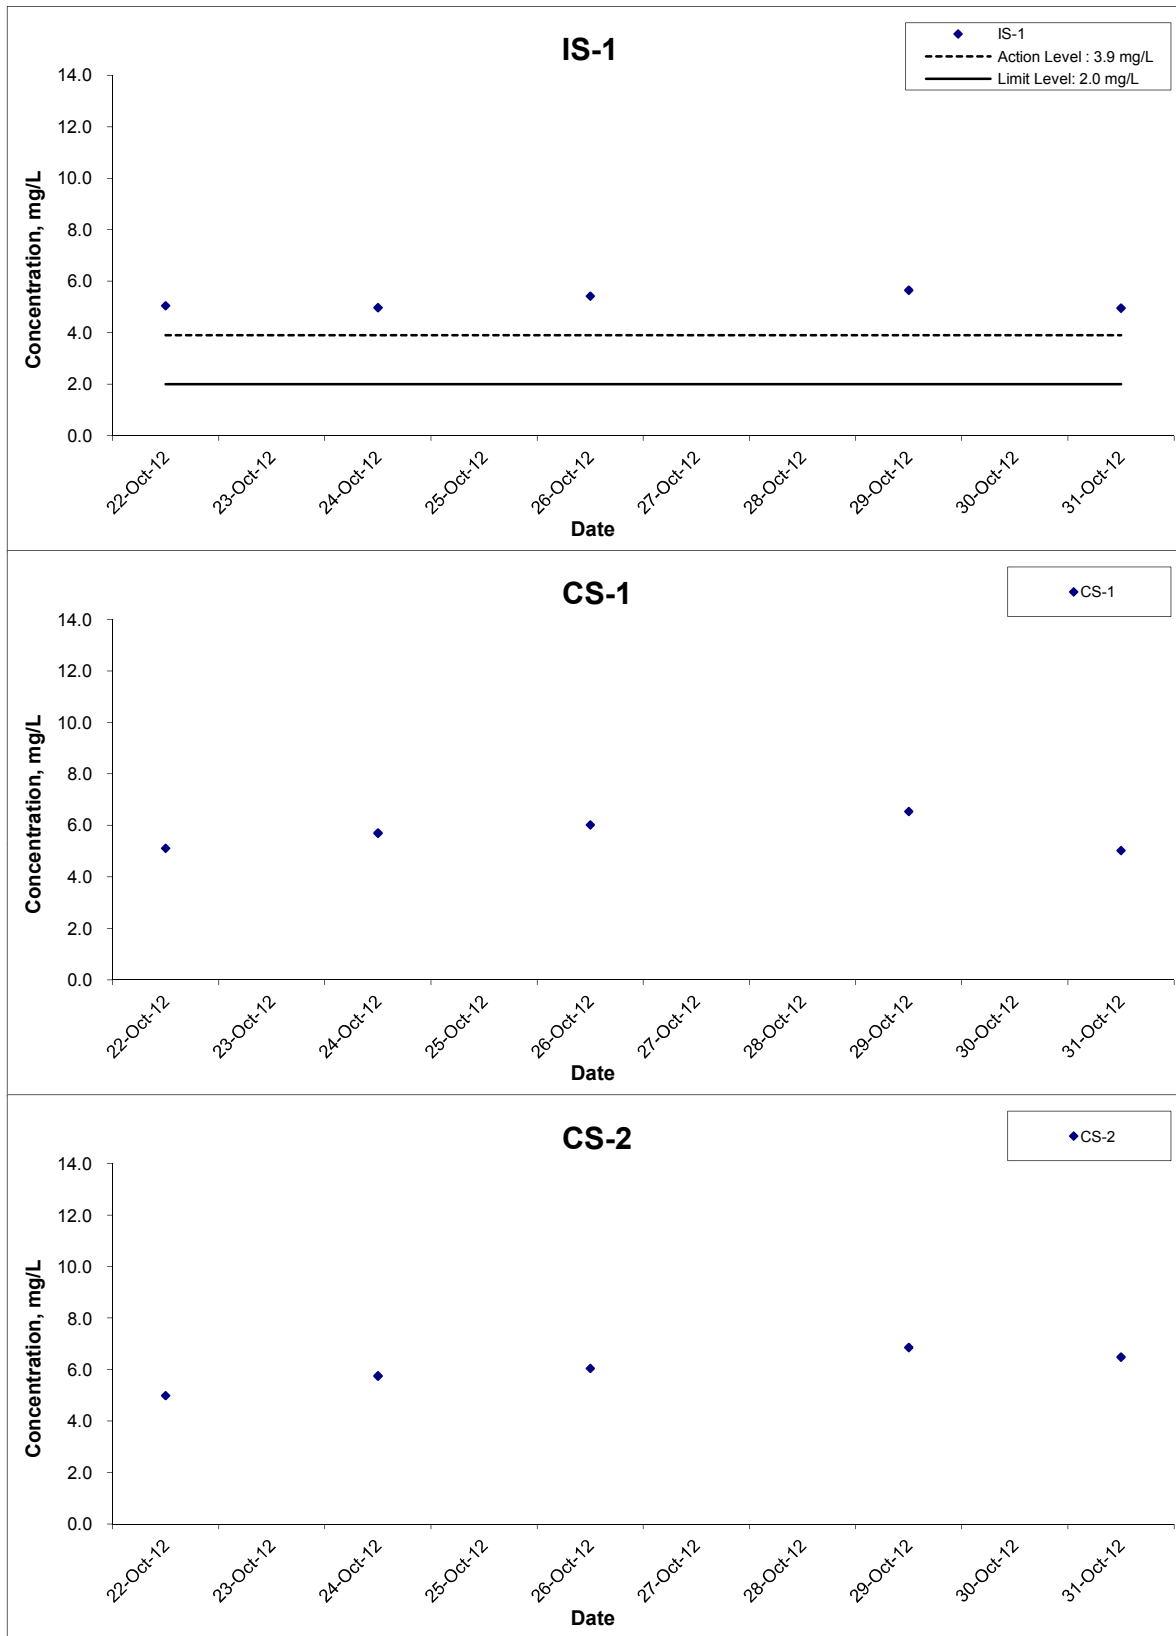 IS-1
IS-1
Action Level : 3.9 mg/L
Limit Level: 2.0 mg/L
Concentration, mg/L
14.0
12.0
10.0
8.0
6.0
4.0
2.0
0.0
22-Oct-12
23-Oct-12
24-Oct-12
25-Oct-12
26-Oct-12
27-Oct-12
28-Oct-12
29-Oct-12
30-Oct-12
31-Oct-12
Date
CS-1
CS-1
Concentration, mg/L
14.0
12.0
10.0
8.0
6.0
4.0
2.0
0.0
22-Oct-12
23-Oct-12
24-Oct-12
25-Oct-12
26-Oct-12
27-Oct-12
28-Oct-12
29-Oct-12
30-Oct-12
31-Oct-12
Date
CS-2
CS-2
Concentration, mg/L
14.0
12.0
10.0
8.0
6.0
4.0
2.0
0.0
22-Oct-12
23-Oct-12
24-Oct-12
25-Oct-12
26-Oct-12
27-Oct-12
28-Oct-12
29-Oct-12
30-Oct-12
31-Oct-12
Date